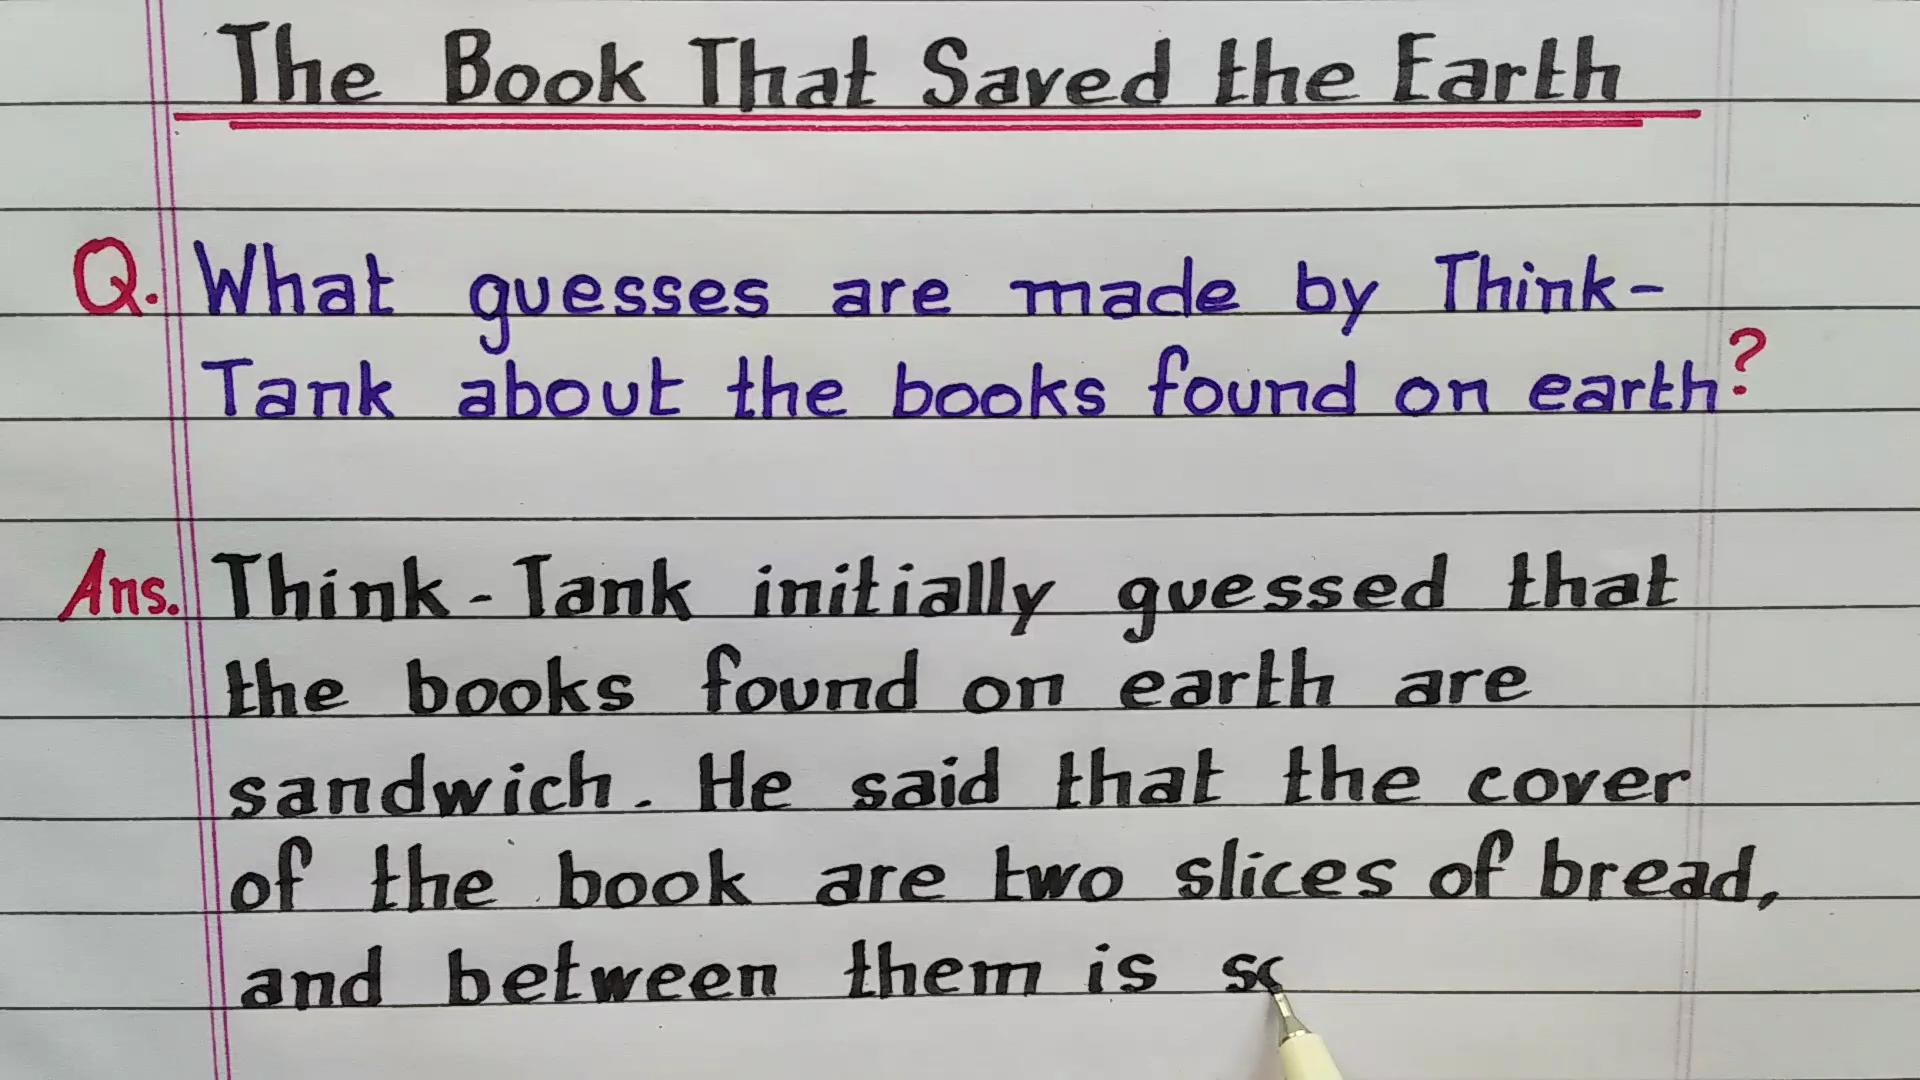 The Book That Saved the Earth
Q. What guesses are made by Think-
Tank about the books found on earth?
Ans. Think-Tank initially guessed that
the books found on earth are
sandwich. He said that the cover
of the book are two slices of bread,
and between them is